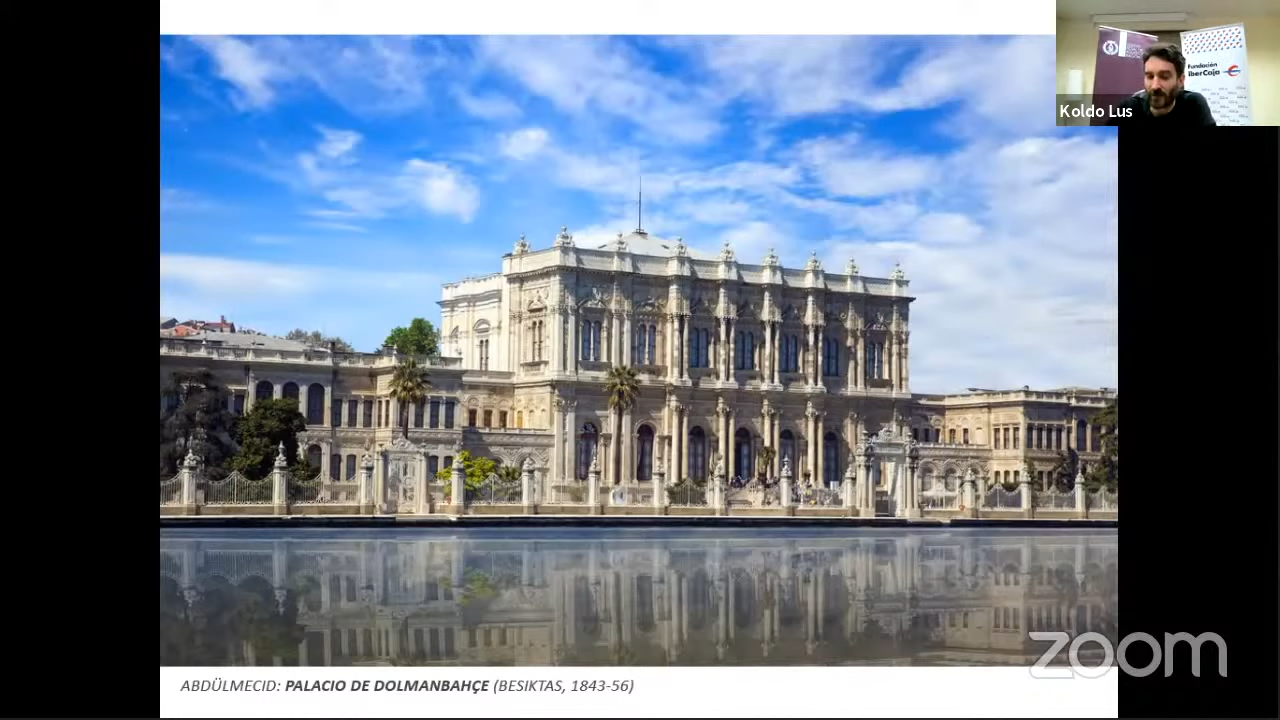 Fundación
iberCaja
Koldo Lus
zoom
ABDÜLMECID: PALACIO DE DOLMANBAHÇE (BESIKTAS, 1843-56)